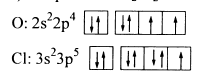 O: 2s²2p⁴ ↓↑ ↓↑ ↑ ↑
Cl: 3s²3p⁵ ↓↑ ↓↑ ↓↑ ↑